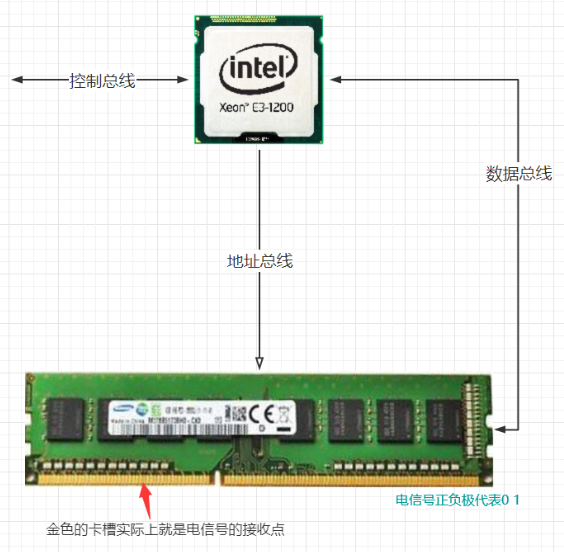 intel
Xeon™ E3-1200
控制总线
数据总线
地址总线
电信号正负极代表0 1
金色的卡槽实际上就是电信号的接收点